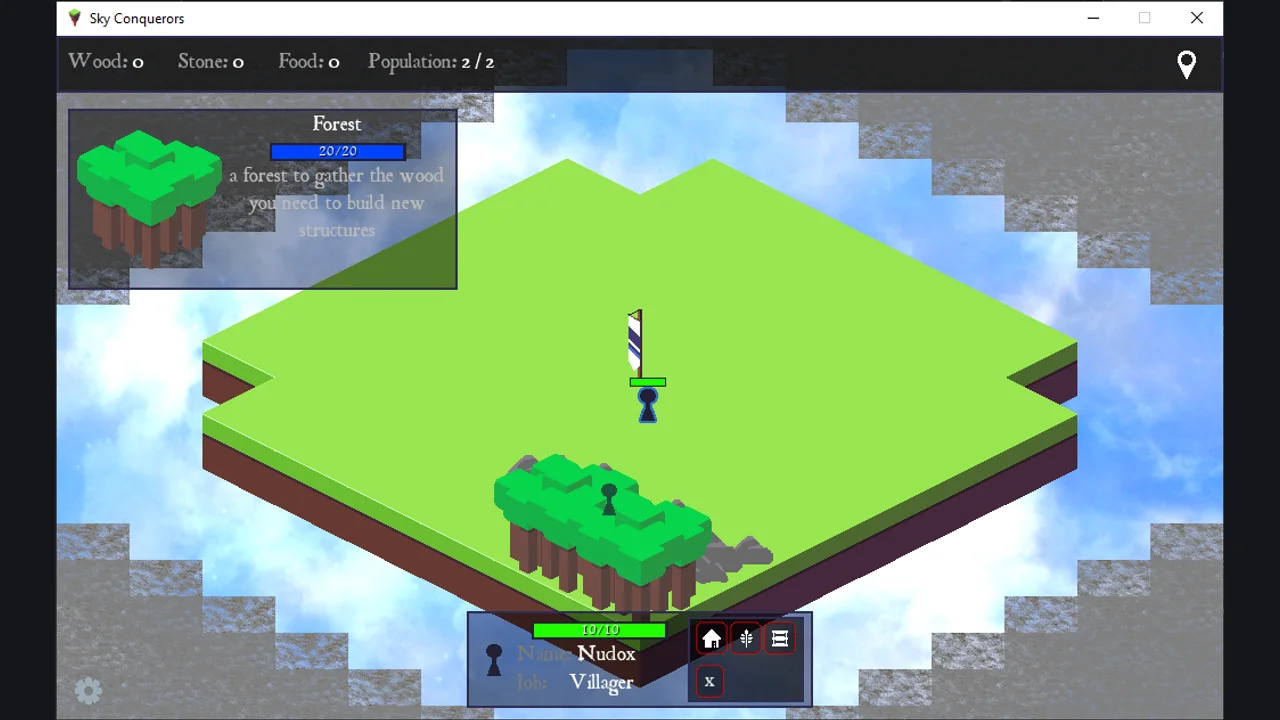 Sky Conquerors
Wood: 0 Stone: 0 Food: 0 Population: 2 / 2
Forest
20/20
a forest to gather the wood
you need to build new
structures
10/10
Name: Nudox
Job: Villager
x